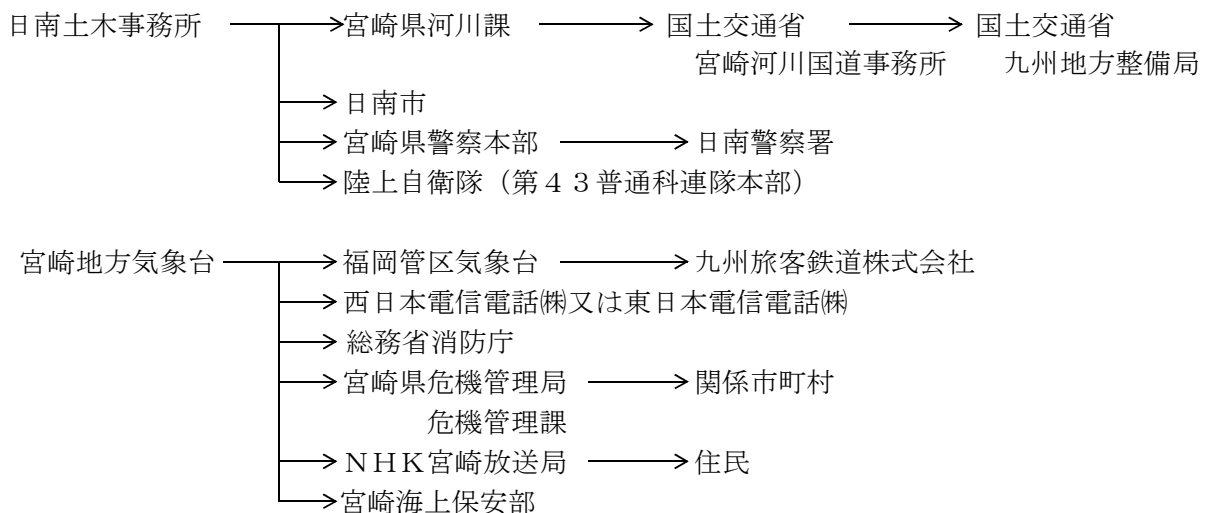 日南土木事務所 宮崎県河川課 国土交通省 国土交通省
宮崎河川国道事務所 九州地方整備局
日南市
宮崎県警察本部 日南警察署
陸上自衛隊（第４３普通科連隊本部）
宮崎地方気象台 福岡管区気象台 九州旅客鉄道株式会社
西日本電信電話㈱又は東日本電信電話㈱
総務省消防庁
宮崎県危機管理局 関係市町村
危機管理課
ＮＨＫ宮崎放送局 住民
宮崎海上保安部